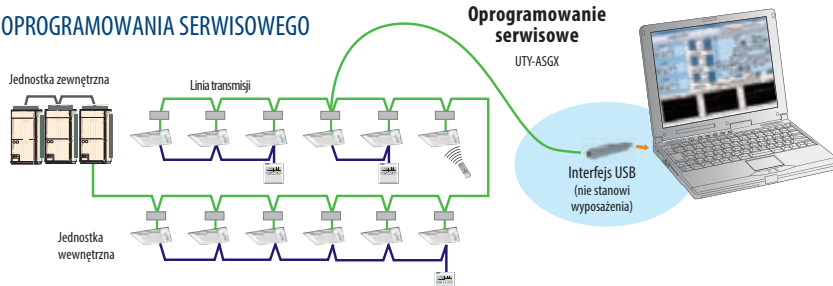 OPROGRAMOWANIA SERWISOWEGO
Oprogramowanie
serwisowe
UTY-ASGX
Jednostka zewnętrzna
Linia transmisji
Interfejs USB
(nie stanowi
wyposażenia)
Jednostka
wewnętrzna